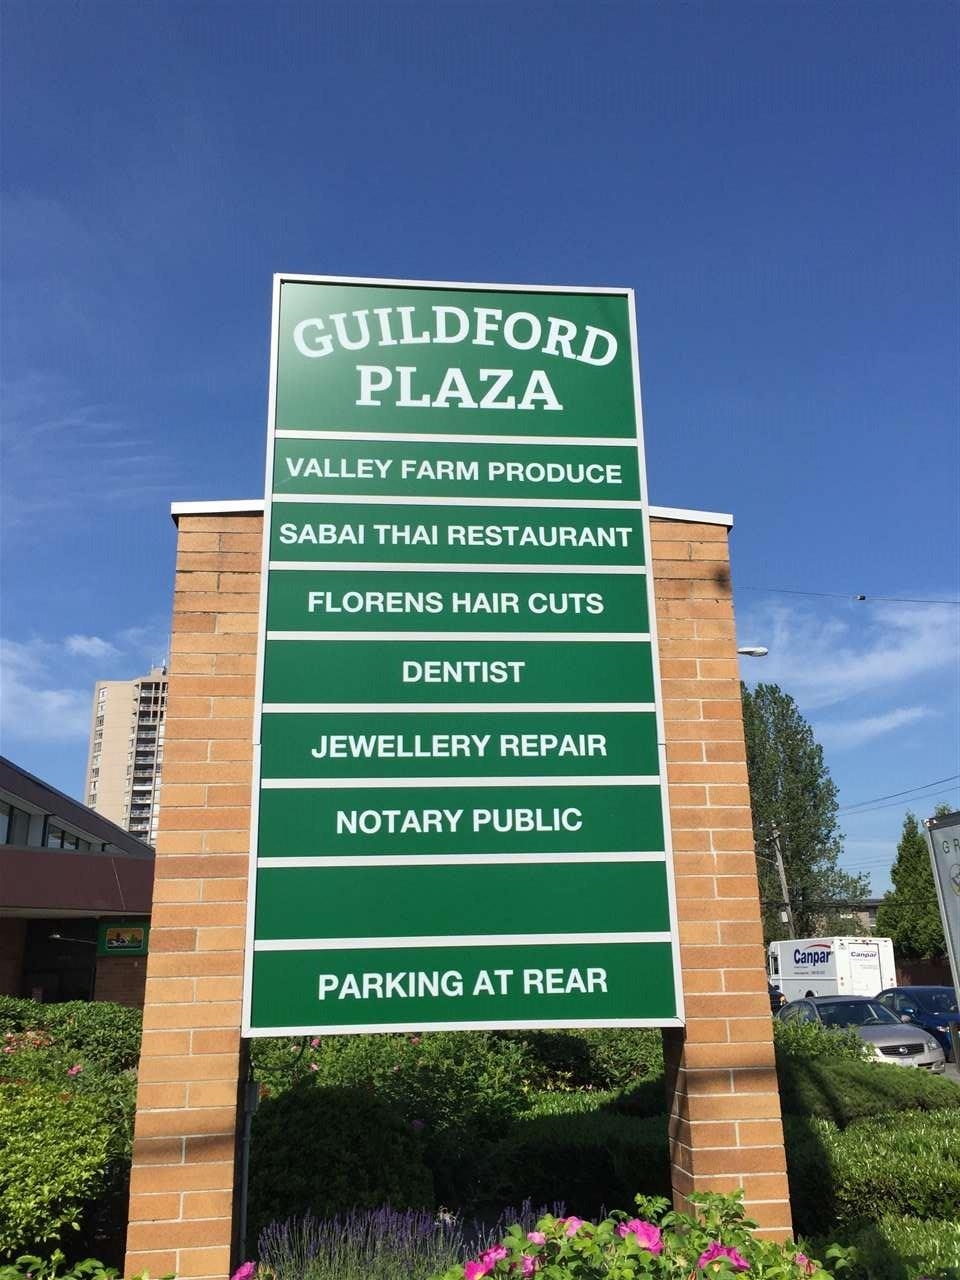 GUILDFORD
PLAZA
VALLEY FARM PRODUCE
SABAI THAI RESTAURANT
FLORENS HAIR CUTS
DENTIST
JEWELLERY REPAIR
NOTARY PUBLIC
PARKING AT REAR
Canpar
Canpar
G R